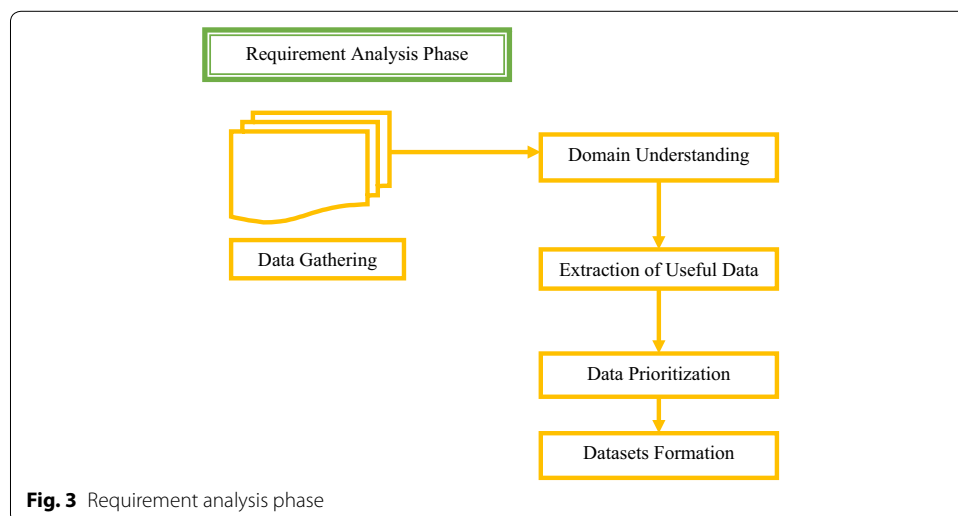 Requirement Analysis Phase
Domain Understanding
Data Gathering
Extraction of Useful Data
Data Prioritization
Datasets Formation
Fig. 3 Requirement analysis phase